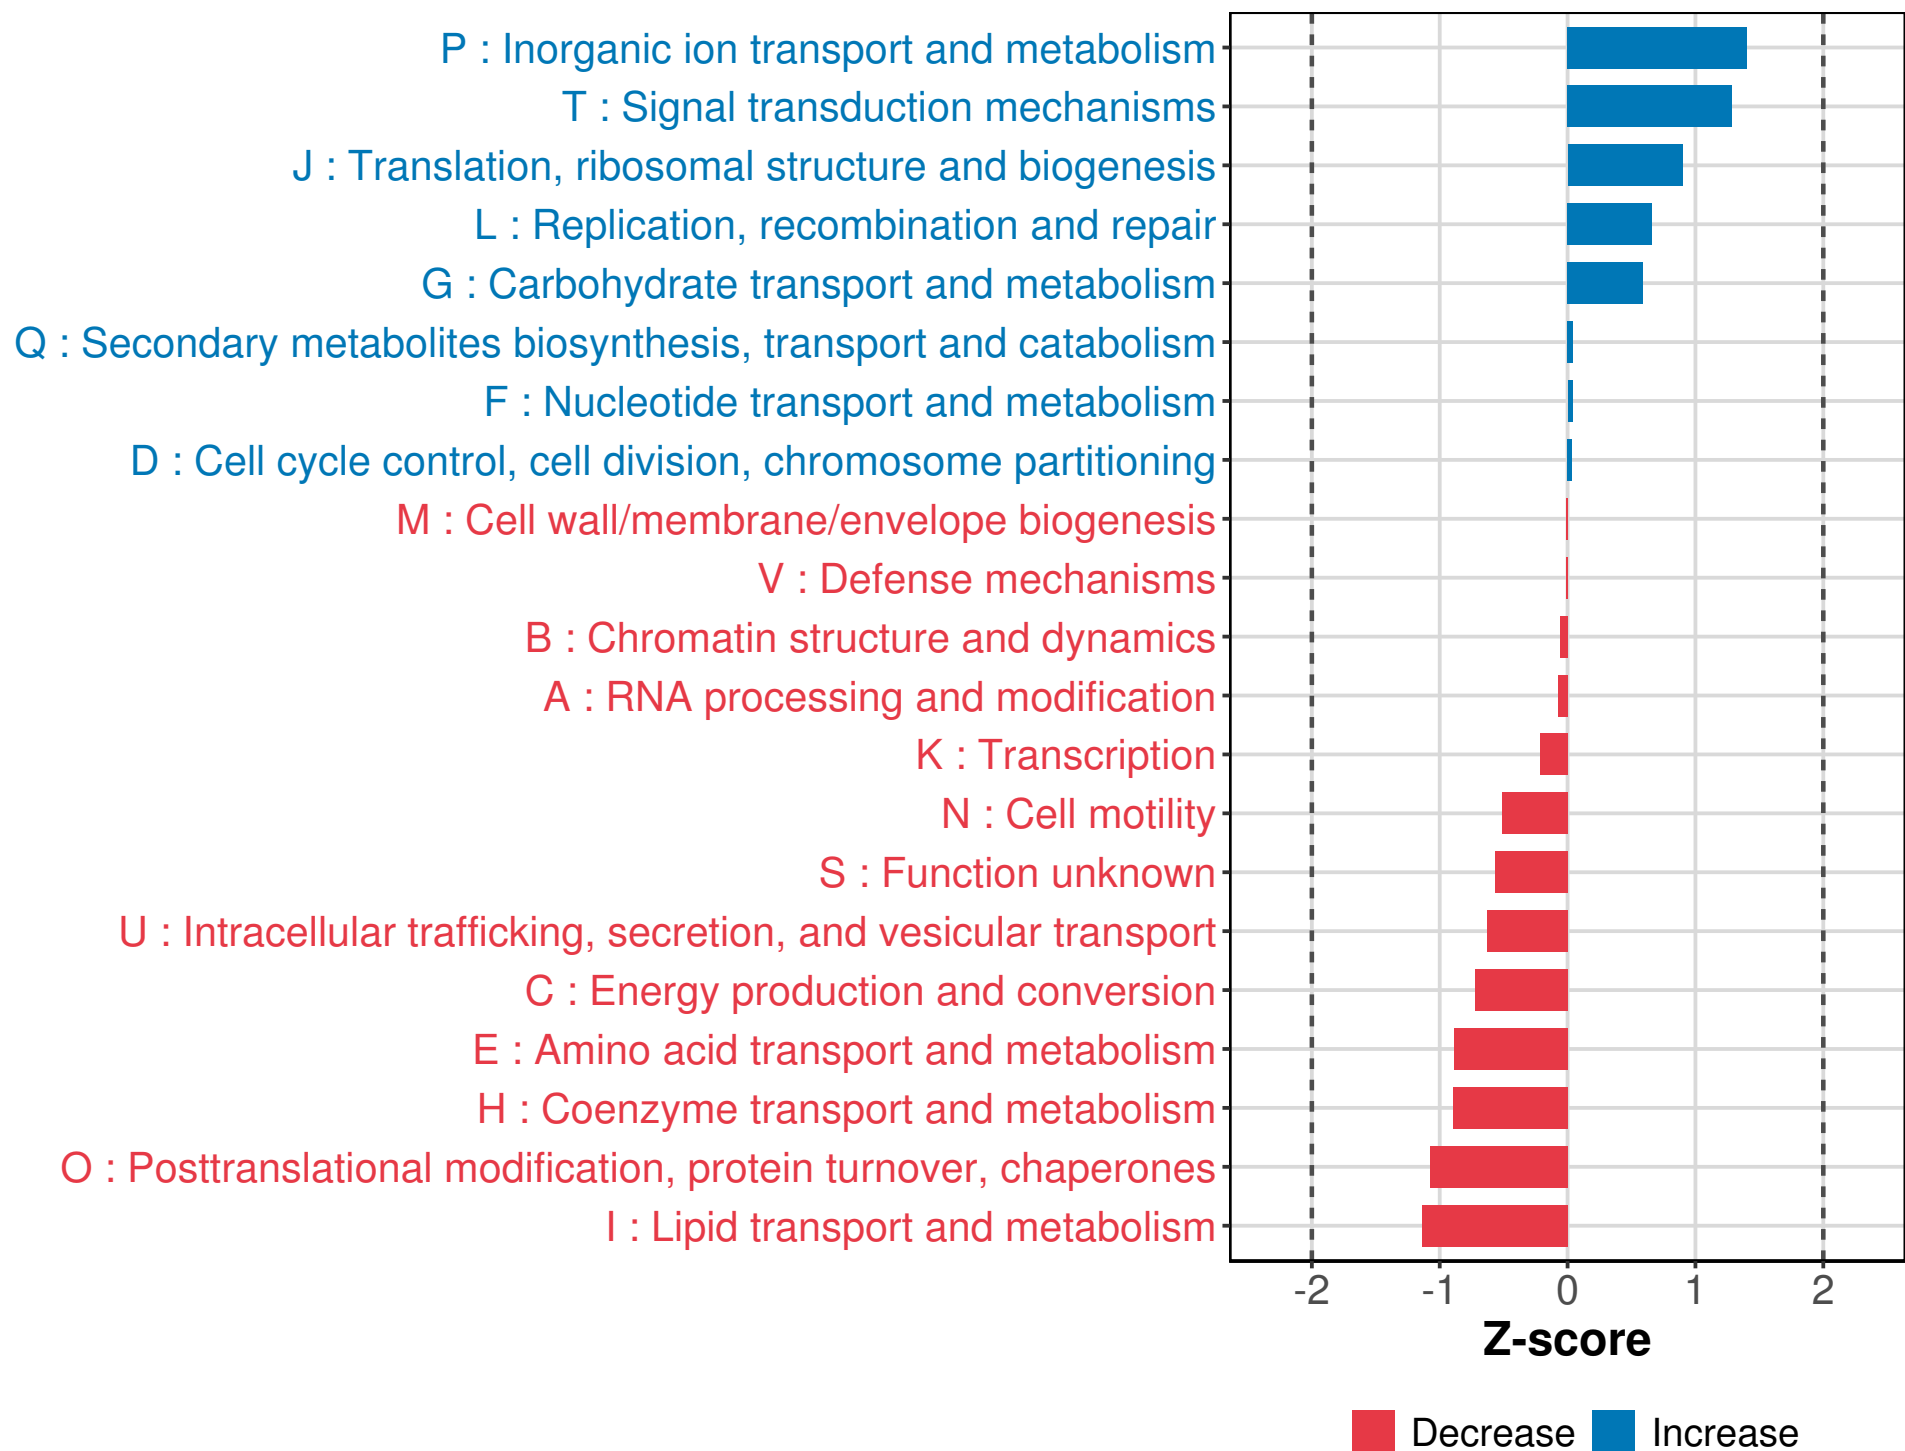 P : Inorganic ion transport and metabolism
T : Signal transduction mechanisms
J : Translation, ribosomal structure and biogenesis
L : Replication, recombination and repair
G : Carbohydrate transport and metabolism
Q : Secondary metabolites biosynthesis, transport and catabolism
F : Nucleotide transport and metabolism
D : Cell cycle control, cell division, chromosome partitioning
M : Cell wall/membrane/envelope biogenesis
V : Defense mechanisms
B : Chromatin structure and dynamics
A : RNA processing and modification
K : Transcription
N : Cell motility
S : Function unknown
U : Intracellular trafficking, secretion, and vesicular transport
C : Energy production and conversion
E : Amino acid transport and metabolism
H : Coenzyme transport and metabolism
O : Posttranslational modification, protein turnover, chaperones
I : Lipid transport and metabolism
-2 -1 0 1 2
Z-score
Decrease Increase